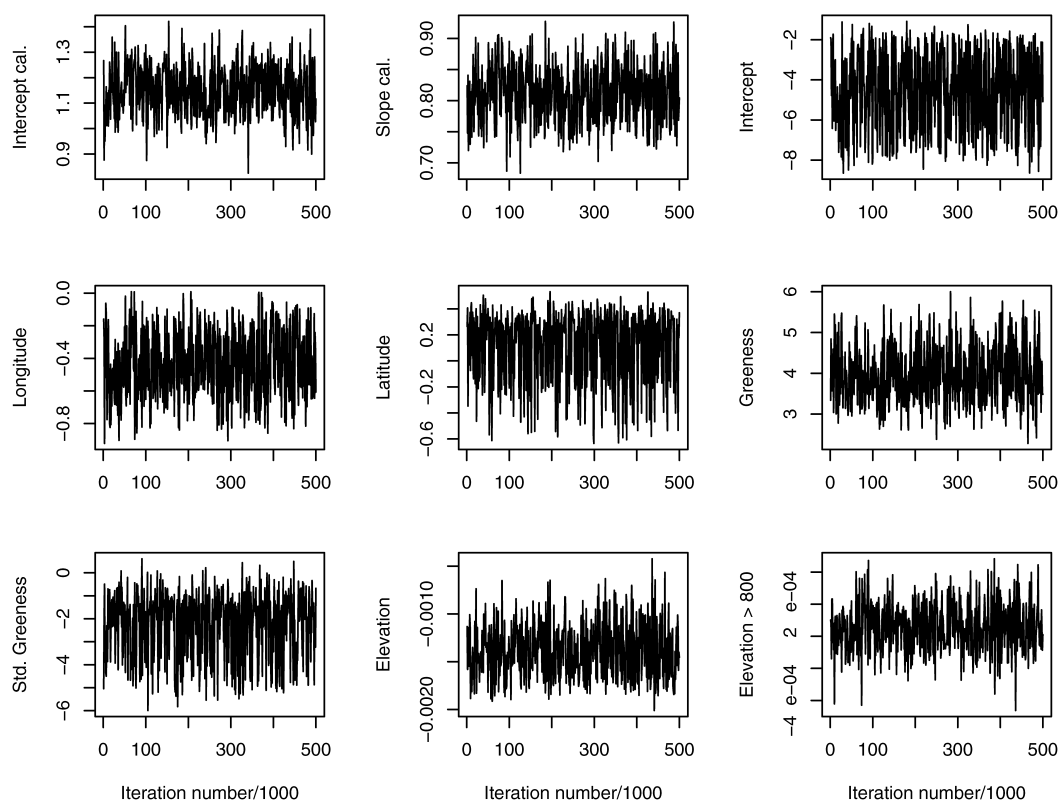 Intercept cal.
0.9 1.1 1.3
0 100 300 500
Slope cal.
0.70 0.80 0.90
0 100 300 500
Intercept
−8 −6 −4 −2
0 100 300 500
Longitude
−0.8 −0.4 0.0
0 100 300 500
Latitude
−0.6 −0.2 0.2
0 100 300 500
Greeness
3 4 5 6
0 100 300 500
Std. Greeness
−6 −4 −2 0
0 100 300 500
Iteration number/1000
Elevation
−0.0020 −0.0010
0 100 300 500
Iteration number/1000
Elevation > 800
−4 e−04 2 e−04
0 100 300 500
Iteration number/1000